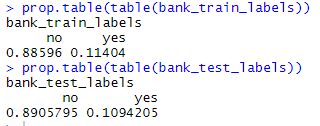 > prop.table(table(bank_train_labels))
bank_train_labels
no yes
0.88596 0.11404
> prop.table(table(bank_test_labels))
bank_test_labels
no yes
0.8905795 0.1094205